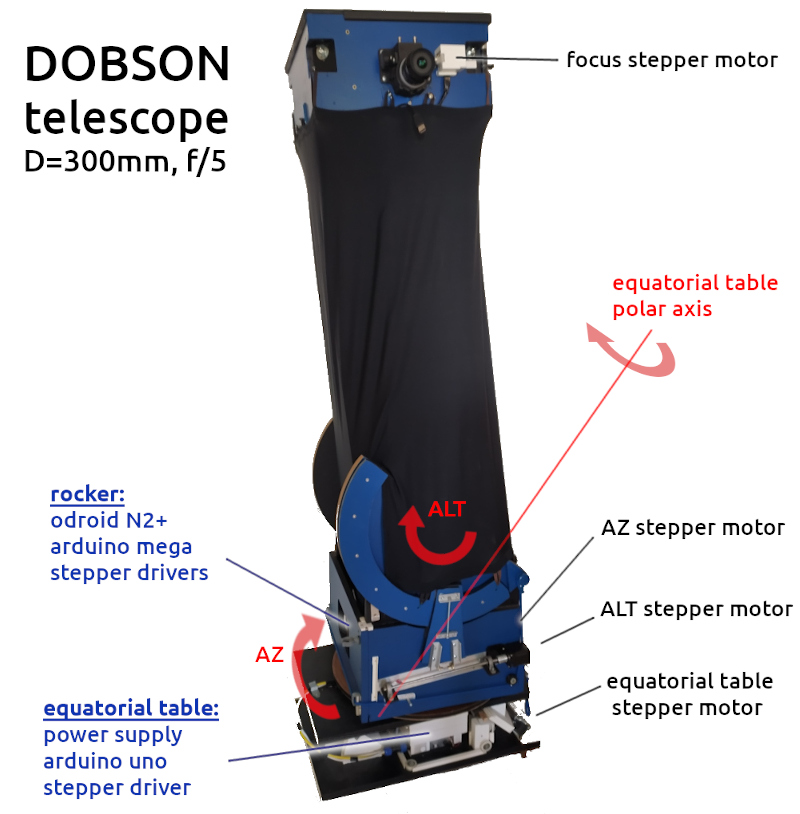 DOBSON
telescope
D=300mm, f/5
focus stepper motor
equatorial table
polar axis
rocker:
odroid N2+
arduino mega
stepper drivers
ALT
AZ stepper motor
ALT stepper motor
AZ
equatorial table
stepper motor
equatorial table:
power supply
arduino uno
stepper driver